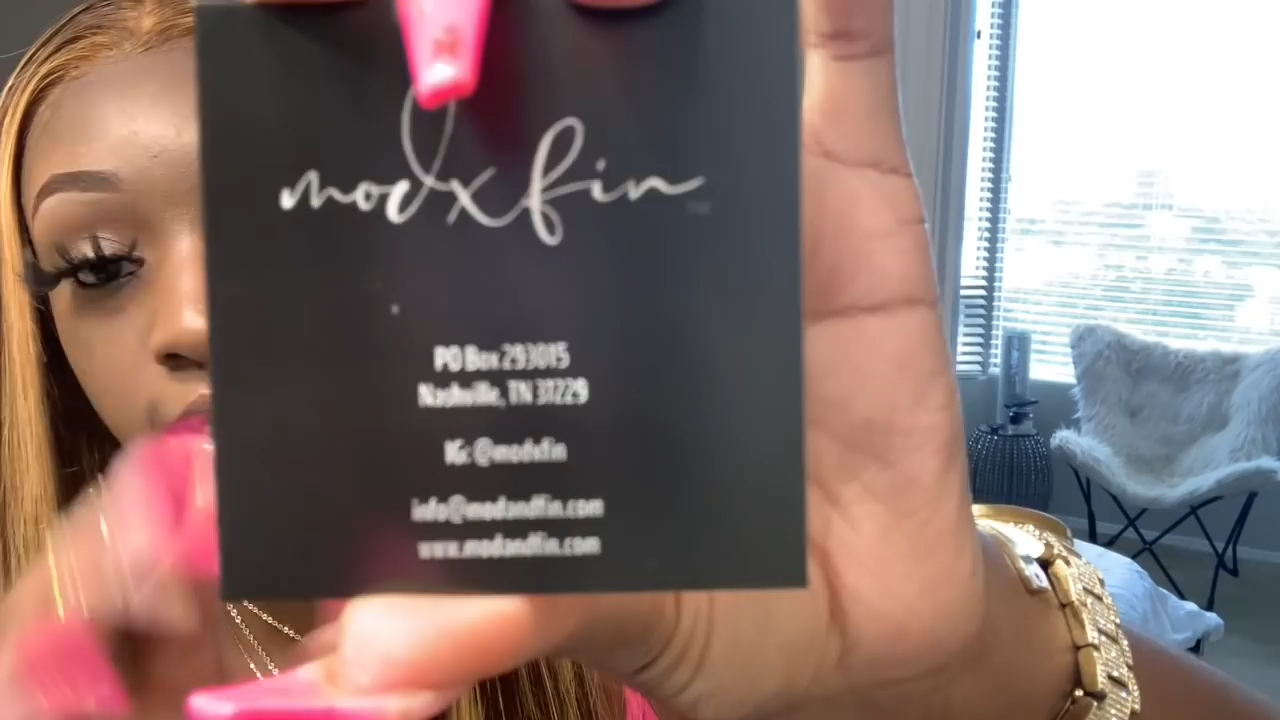 modxfin
PO Box 293015
Nashville, TN 37229
IG: @modxfin
info@modandfin.com
www.modandfin.com